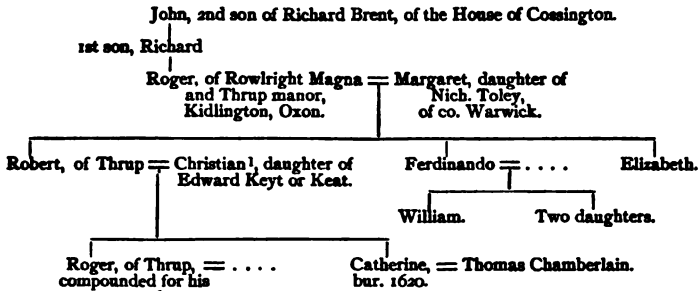 John, 2nd son of Richard Brent, of the House of Cossington.
1st son, Richard
Roger, of Rowlright Magna = Margaret, daughter of
and Thrup manor, Nich. Toley,
Kidlington, Oxon. of co. Warwick.
Robert, of Thrup = Christian¹, daughter of Ferdinando = . . . . Elizabeth.
Edward Keyt or Keat.
William. Two daughters.
Roger, of Thrup, = . . . . Catherine, = Thomas Chamberlain.
compounded for his bur. 1620.